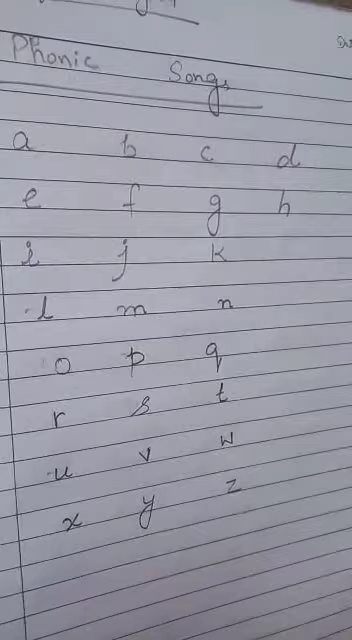 Phonic Songs
a b c d
e f g h
i j k
l m n
o p q
r s t
u v w
x y z